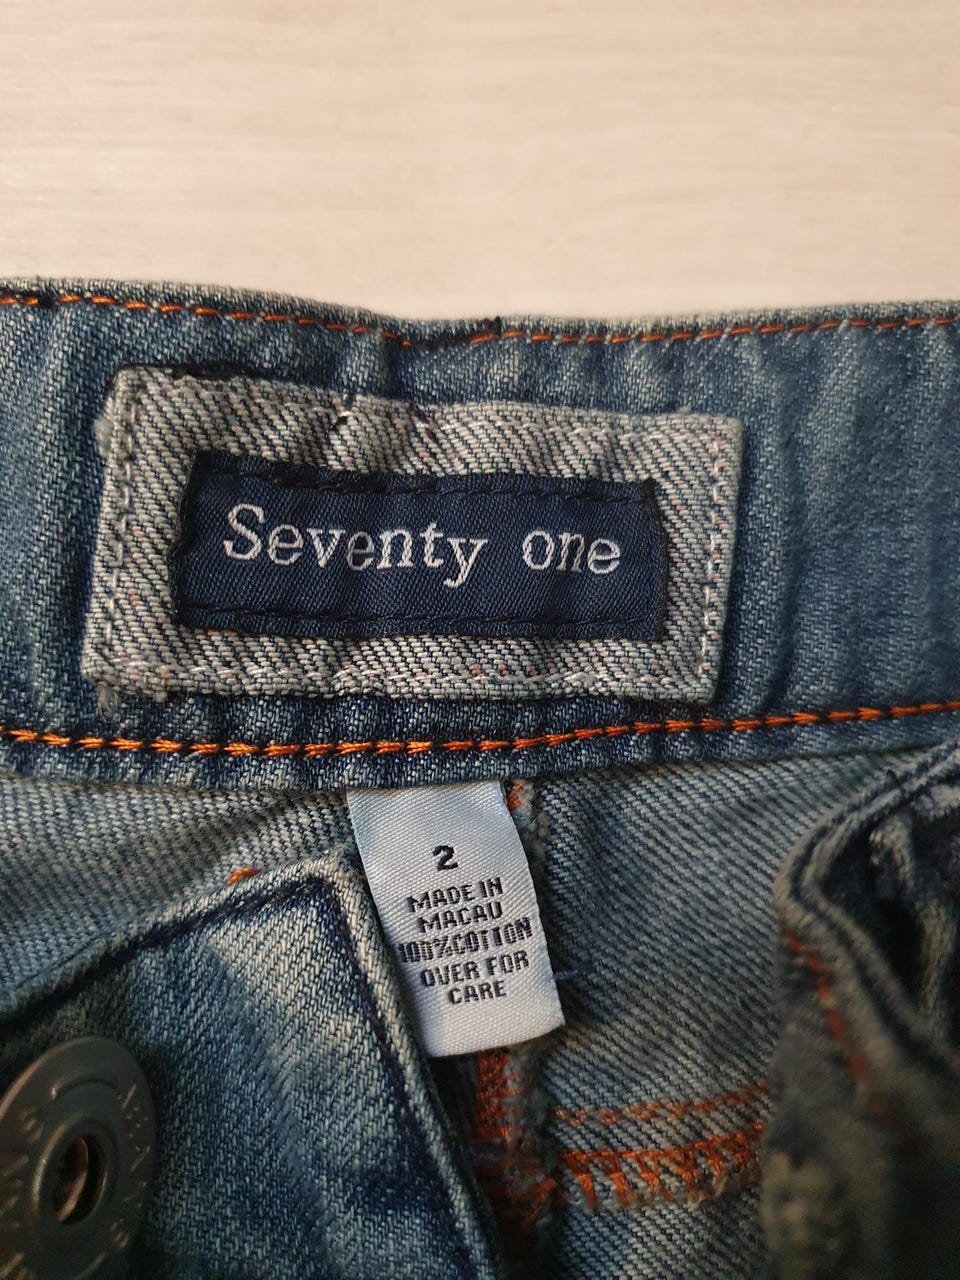 Seventy one
2
MADE IN
MACAU
100%COTTON
OVER FOR
CARE